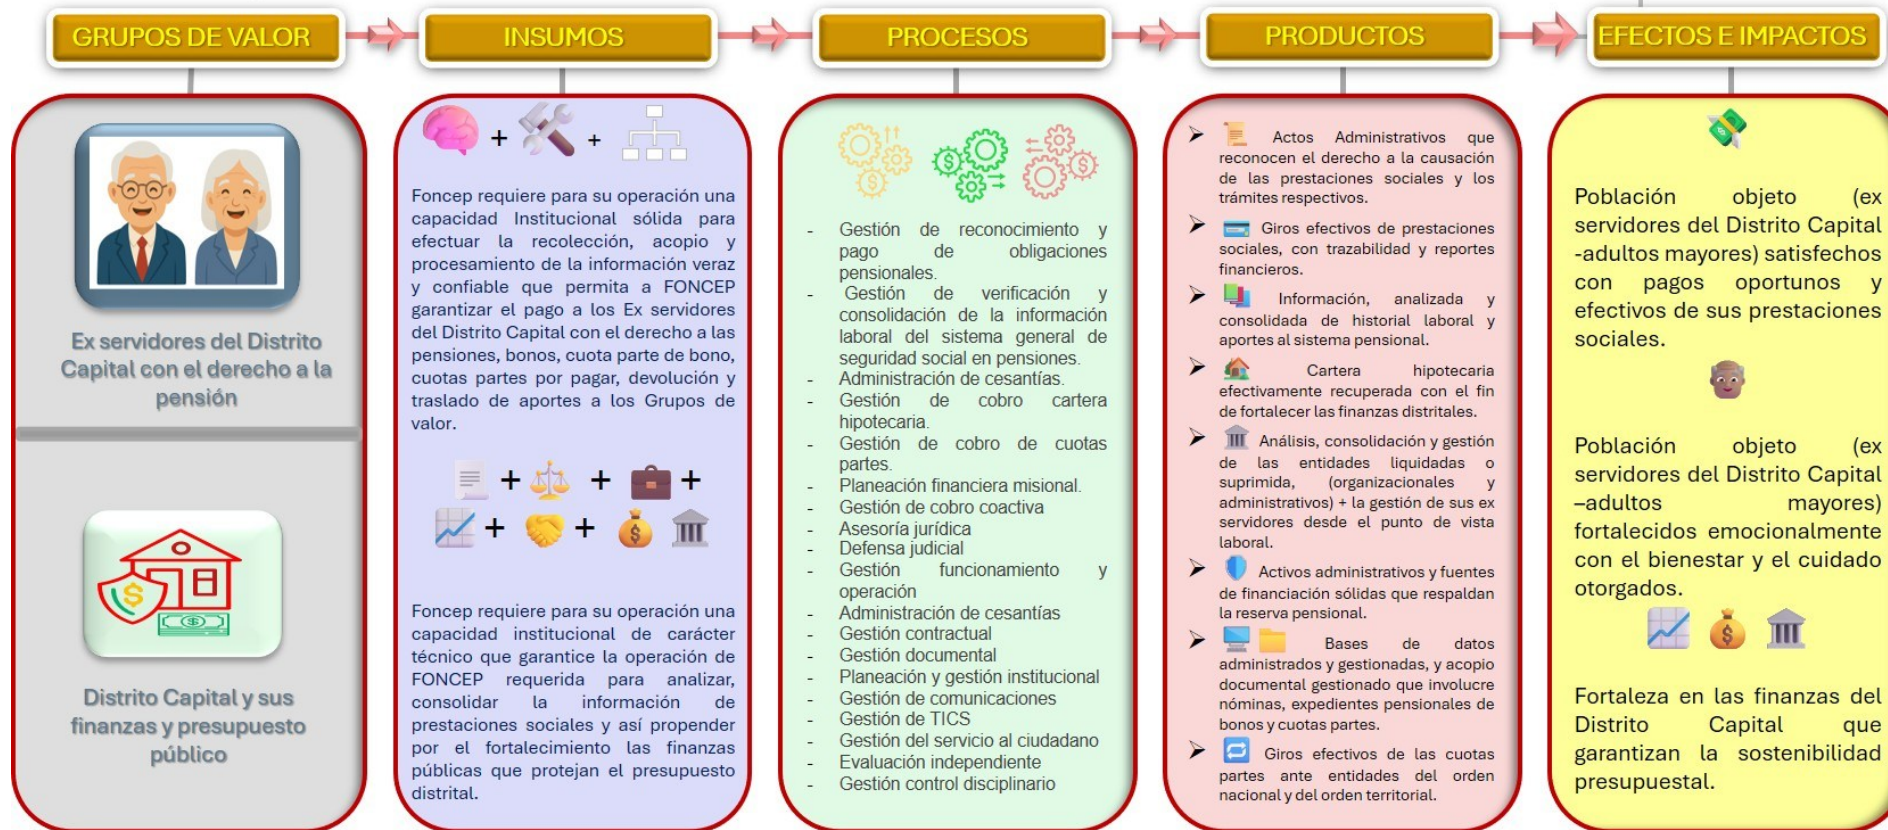 GRUPOS DE VALOR
INSUMOS
PROCESOS
PRODUCTOS
EFECTOS E IMPACTOS
Ex servidores del Distrito
Capital con el derecho a la
pensión
Distrito Capital y sus
finanzas y presupuesto
público
Foncep requiere para su operación una
capacidad Institucional sólida para
efectuar la recolección, acopio y
procesamiento de la información veraz
y confiable que permita a FONCEP
garantizar el pago a los Ex servidores
del Distrito Capital con el derecho a las
pensiones, bonos, cuota parte de bono,
cuotas partes por pagar, devolución y
traslado de aportes a los Grupos de
valor.
Foncep requiere para su operación una
capacidad institucional de carácter
técnico que garantice la operación de
FONCEP requerida para analizar,
consolidar la información de
prestaciones sociales y así propender
por el fortalecimiento las finanzas
públicas que protejan el presupuesto
distrital.
- Gestión de reconocimiento y
pago de obligaciones
pensionales.
- Gestión de verificación y
consolidación de la información
laboral del sistema general de
seguridad social en pensiones.
- Administración de cesantías.
- Gestión de cobro cartera
hipotecaria.
- Gestión de cobro de cuotas
partes.
- Planeación financiera misional.
- Gestión de cobro coactiva
- Asesoría jurídica
- Defensa judicial
- Gestión funcionamiento y
operación
- Administración de cesantías
- Gestión contractual
- Gestión documental
- Planeación y gestión institucional
- Gestión de comunicaciones
- Gestión de TICS
- Gestión del servicio al ciudadano
- Evaluación independiente
- Gestión control disciplinario
Actos Administrativos que
reconocen el derecho a la causación
de las prestaciones sociales y los
trámites respectivos.
Giros efectivos de prestaciones
sociales, con trazabilidad y reportes
financieros.
Información, analizada y
consolidada de historial laboral y
aportes al sistema pensional.
Cartera hipotecaria
efectivamente recuperada con el fin
de fortalecer las finanzas distritales.
Análisis, consolidación y gestión
de las entidades liquidadas o
suprimida, (organizacionales y
administrativos) + la gestión de sus ex
servidores desde el punto de vista
laboral.
Activos administrativos y fuentes
de financiación sólidas que respaldan
la reserva pensional.
Bases de datos
administrados y gestionadas, y acopio
documental gestionado que involucre
nóminas, expedientes pensionales de
bonos y cuotas partes.
Giros efectivos de las cuotas
partes ante entidades del orden
nacional y del orden territorial.
Población objeto (ex
servidores del Distrito Capital
-adultos mayores) satisfechos
con pagos oportunos y
efectivos de sus prestaciones
sociales.
Población objeto (ex
servidores del Distrito Capital
–adultos mayores)
fortalecidos emocionalmente
con el bienestar y el cuidado
otorgados.
Fortaleza en las finanzas del
Distrito Capital que
garantizan la sostenibilidad
presupuestal.